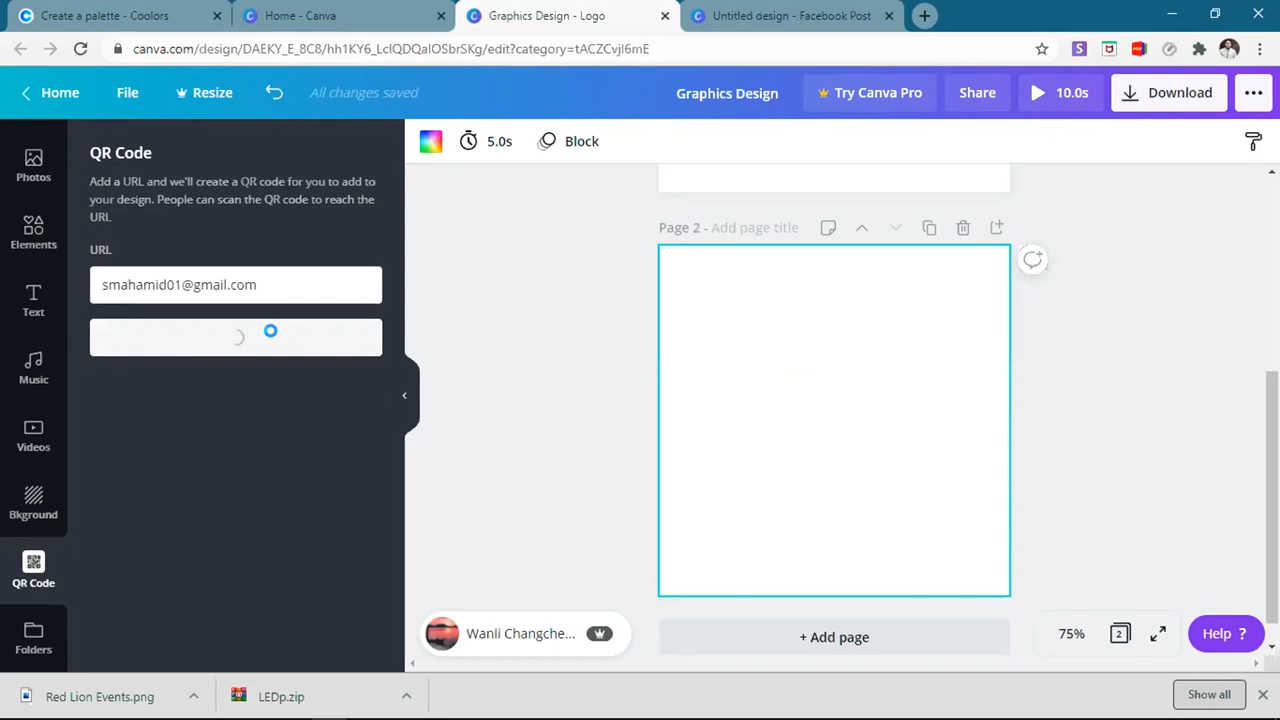 Create a palette - Coolors
Home - Canva
Graphics Design - Logo
Untitled design - Facebook Post
canva.com/design/DAEKY_E_8C8/hh1KY6_LcIQDQaIOSbrSKg/edit?category=tACZCvjI6mE
Home
File
Resize
All changes saved
Graphics Design
Try Canva Pro
Share
10.0s
Download
5.0s
Block
Photos
Elements
Text
Music
Videos
Bkground
QR Code
Folders
QR Code
Add a URL and we'll create a QR code for you to add to
your design. People can scan the QR code to reach the
URL
URL
smahamid01@gmail.com
Page 2 - Add page title
+ Add page
Wanli Changche...
75%
2
Help ?
Red Lion Events.png
LEDp.zip
Show all